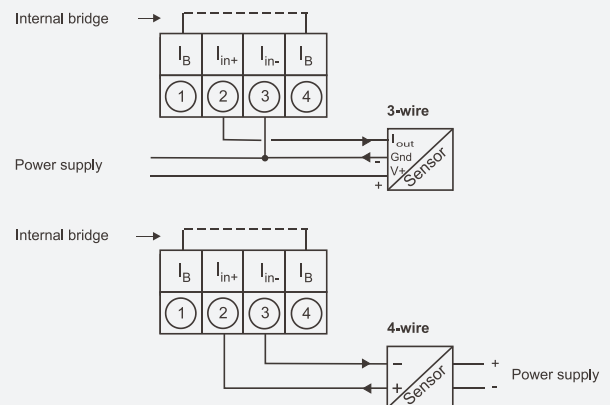 Internal bridge
I_B I_in+ I_in- I_B
1 2 3 4
3-wire
I_out
Gnd
-
V+
Sensor
Power supply
+
Internal bridge
I_B I_in+ I_in- I_B
1 2 3 4
4-wire
- +
Power supply
+ -
Sensor